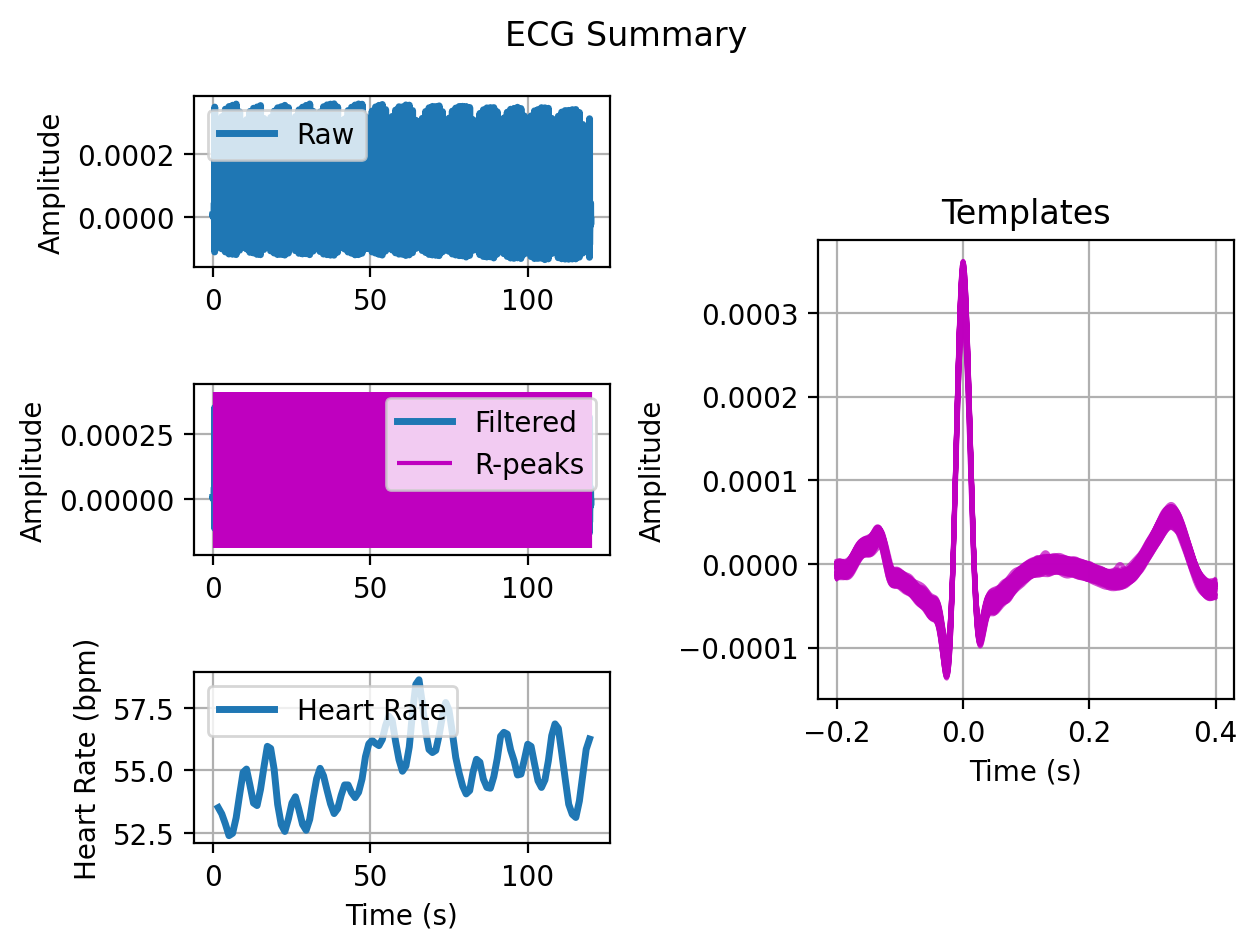 ECG Summary
Amplitude
0.0002
0.0000
Raw
0
50
100
Amplitude
0.00025
0.00000
Filtered
R-peaks
0
50
100
Heart Rate (bpm)
57.5
55.0
52.5
Heart Rate
0
50
100
Time (s)
Templates
Amplitude
0.0003
0.0002
0.0001
0.0000
−0.0001
−0.2
0.0
0.2
0.4
Time (s)